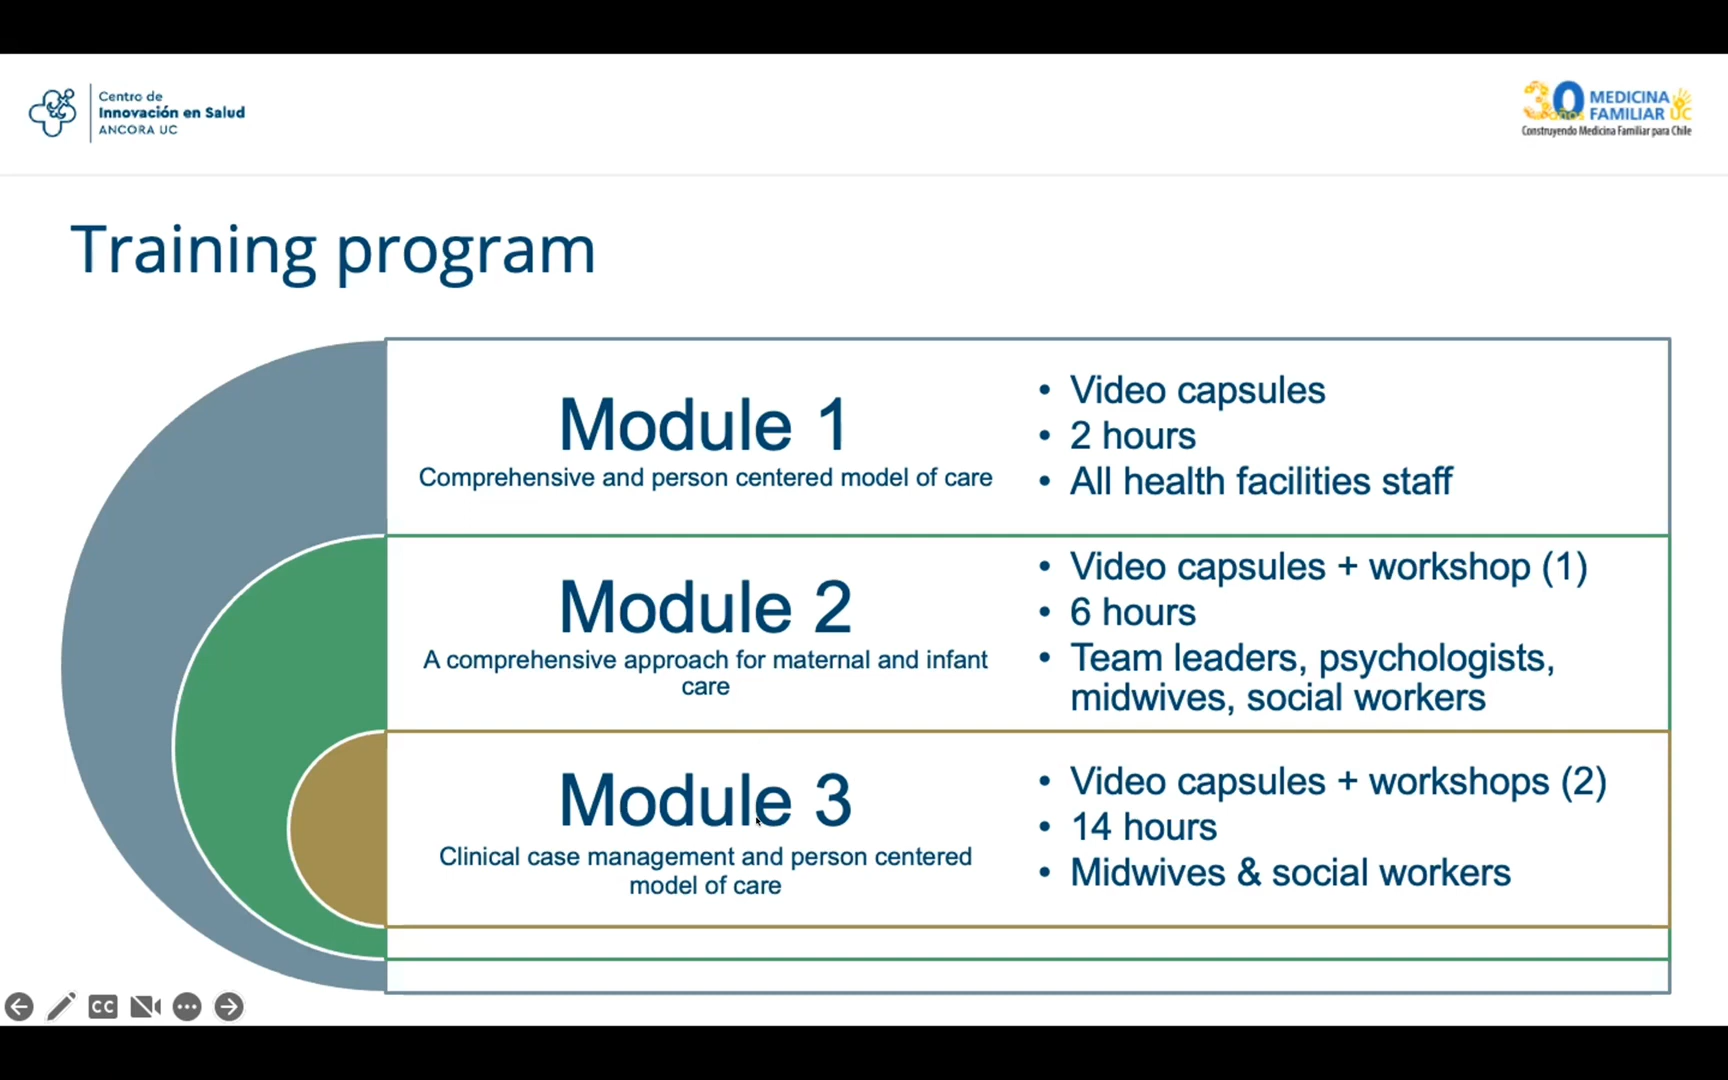 Centro de
Innovación en Salud
ANCORA UC
30 MEDICINA
años FAMILIAR UC
Construyendo Medicina Familiar para Chile
Training program
Module 1
Comprehensive and person centered model of care
• Video capsules
• 2 hours
• All health facilities staff
Module 2
A comprehensive approach for maternal and infant
care
• Video capsules + workshop (1)
• 6 hours
• Team leaders, psychologists,
midwives, social workers
Module 3
Clinical case management and person centered
model of care
• Video capsules + workshops (2)
• 14 hours
• Midwives & social workers
CC